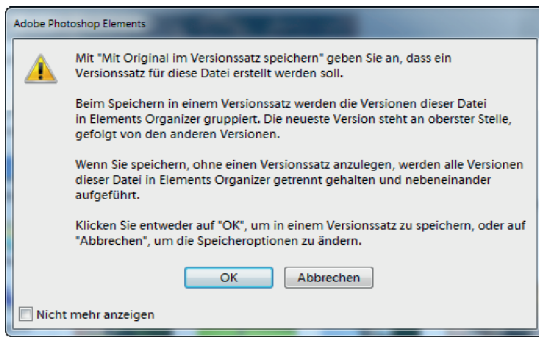 Adobe Photoshop Elements
Mit "Mit Original im Versionssatz speichern" geben Sie an, dass ein
Versionssatz für diese Datei erstellt werden soll.
Beim Speichern in einem Versionssatz werden die Versionen dieser Datei
in Elements Organizer gruppiert. Die neueste Version steht an oberster Stelle,
gefolgt von den anderen Versionen.
Wenn Sie speichern, ohne einen Versionssatz anzulegen, werden alle Versionen
dieser Datei in Elements Organizer getrennt gehalten und nebeneinander
aufgeführt.
Klicken Sie entweder auf "OK", um in einem Versionssatz zu speichern, oder auf
"Abbrechen", um die Speicheroptionen zu ändern.
OK Abbrechen
Nicht mehr anzeigen